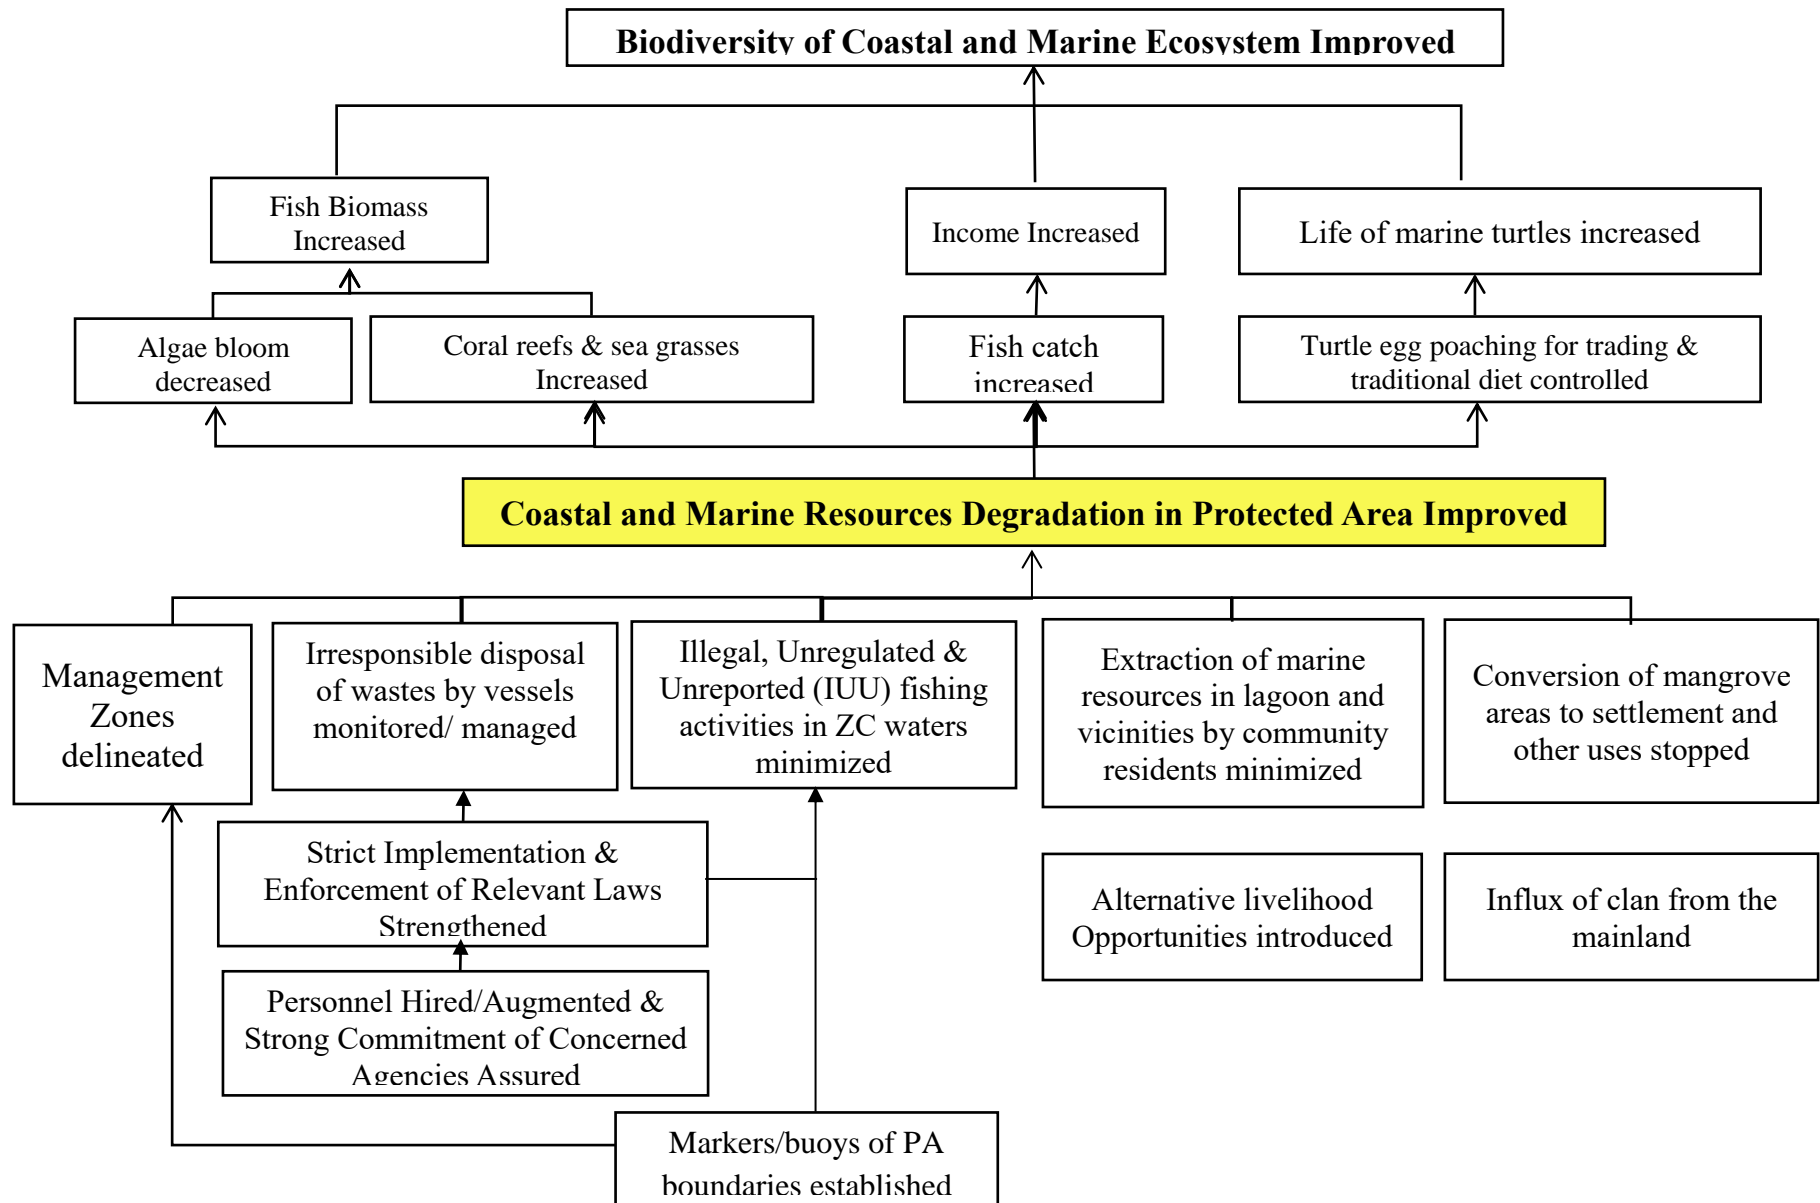 Biodiversity of Coastal and Marine Ecosystem Improved
Fish Biomass
Increased
Income Increased
Life of marine turtles increased
Algae bloom
decreased
Coral reefs & sea grasses
Increased
Fish catch
increased
Turtle egg poaching for trading &
traditional diet controlled
Coastal and Marine Resources Degradation in Protected Area Improved
Management
Zones
delineated
Irresponsible disposal
of wastes by vessels
monitored/ managed
Illegal, Unregulated &
Unreported (IUU) fishing
activities in ZC waters
minimized
Extraction of marine
resources in lagoon and
vicinities by community
residents minimized
Conversion of mangrove
areas to settlement and
other uses stopped
Strict Implementation &
Enforcement of Relevant Laws
Strengthened
Alternative livelihood
Opportunities introduced
Influx of clan from the
mainland
Personnel Hired/Augmented &
Strong Commitment of Concerned
Agencies Assured
Markers/buoys of PA
boundaries established